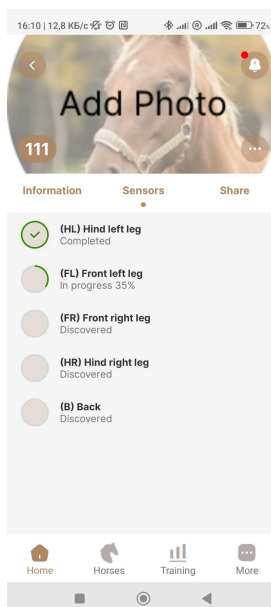 16:10 | 12,8 КБ/с 72%
Add Photo
111
Information Sensors Share
(HL) Hind left leg
Completed
(FL) Front left leg
In progress 35%
(FR) Front right leg
Discovered
(HR) Hind right leg
Discovered
(B) Back
Discovered
Home Horses Training More